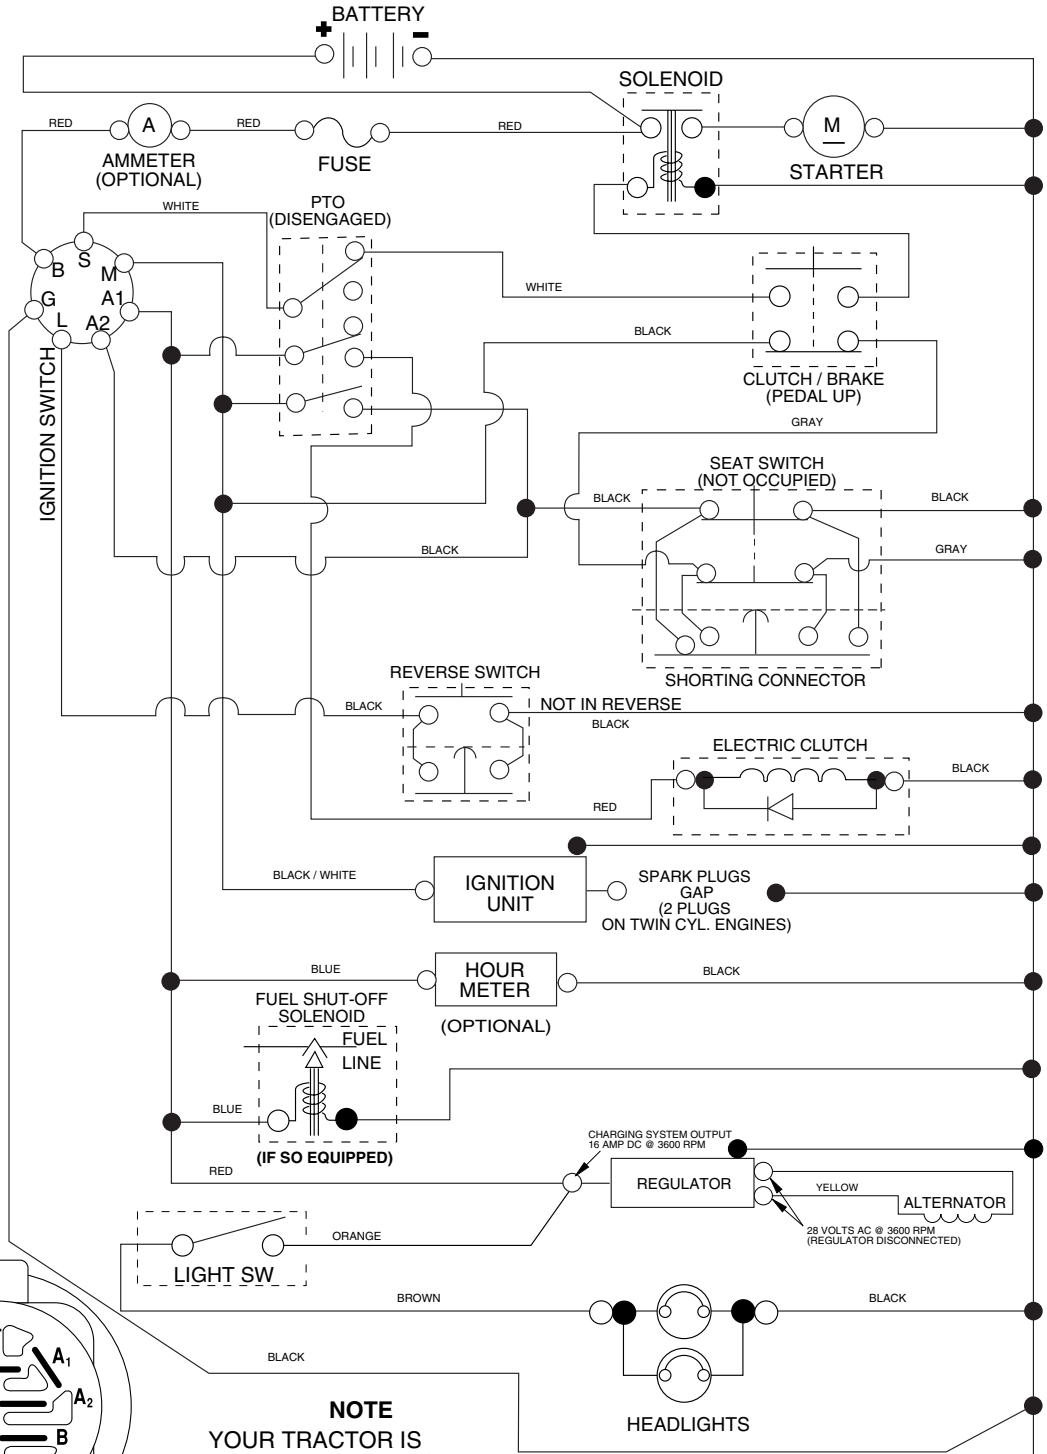 BATTERY
+ -
SOLENOID
RED
A
RED
RED
M
AMMETER
(OPTIONAL)
FUSE
STARTER
WHITE
PTO
(DISENGAGED)
S
B
M
G
A1
L
A2
IGNITION SWITCH
WHITE
BLACK
CLUTCH / BRAKE
(PEDAL UP)
GRAY
SEAT SWITCH
(NOT OCCUPIED)
BLACK
BLACK
BLACK
GRAY
SHORTING CONNECTOR
REVERSE SWITCH
BLACK
NOT IN REVERSE
BLACK
ELECTRIC CLUTCH
BLACK
RED
BLACK / WHITE
IGNITION
UNIT
SPARK PLUGS
GAP
(2 PLUGS
ON TWIN CYL. ENGINES)
BLUE
HOUR
METER
BLACK
(OPTIONAL)
FUEL SHUT-OFF
SOLENOID
FUEL
LINE
BLUE
(IF SO EQUIPPED)
CHARGING SYSTEM OUTPUT
16 AMP DC @ 3600 RPM
RED
REGULATOR
YELLOW
ALTERNATOR
28 VOLTS AC @ 3600 RPM
(REGULATOR DISCONNECTED)
ORANGE
LIGHT SW
BROWN
BLACK
BLACK
HEADLIGHTS
A1
A2
B
NOTE
YOUR TRACTOR IS